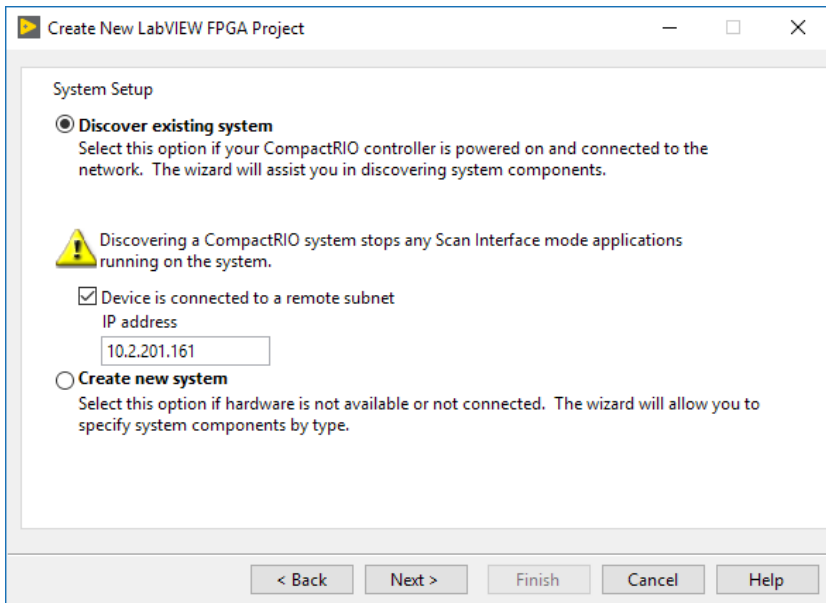 Create New LabVIEW FPGA Project
System Setup
Discover existing system
Select this option if your CompactRIO controller is powered on and connected to the
network. The wizard will assist you in discovering system components.
Discovering a CompactRIO system stops any Scan Interface mode applications
running on the system.
Device is connected to a remote subnet
IP address
10.2.201.161
Create new system
Select this option if hardware is not available or not connected. The wizard will allow you to
specify system components by type.
< Back Next > Finish Cancel Help